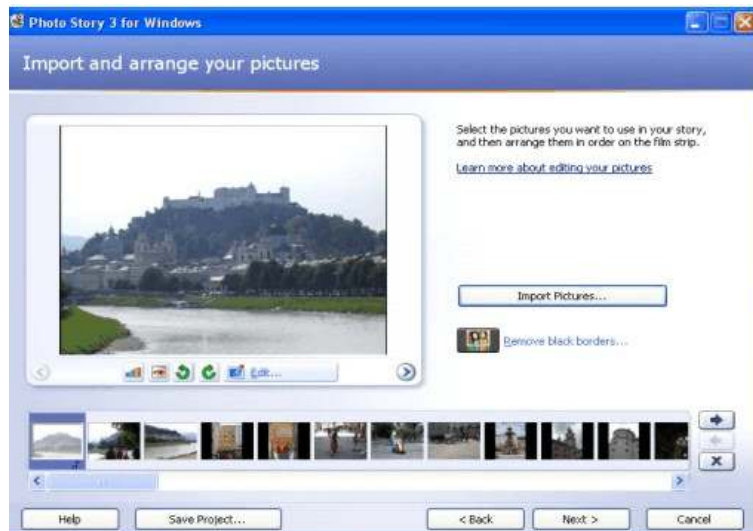 Photo Story 3 for Windows
Import and arrange your pictures
Select the pictures you want to use in your story,
and then arrange them in order on the film strip.
Learn more about editing your pictures
Import Pictures...
Remove black borders...
Edit...
Help
Save Project...
< Back
Next >
Cancel